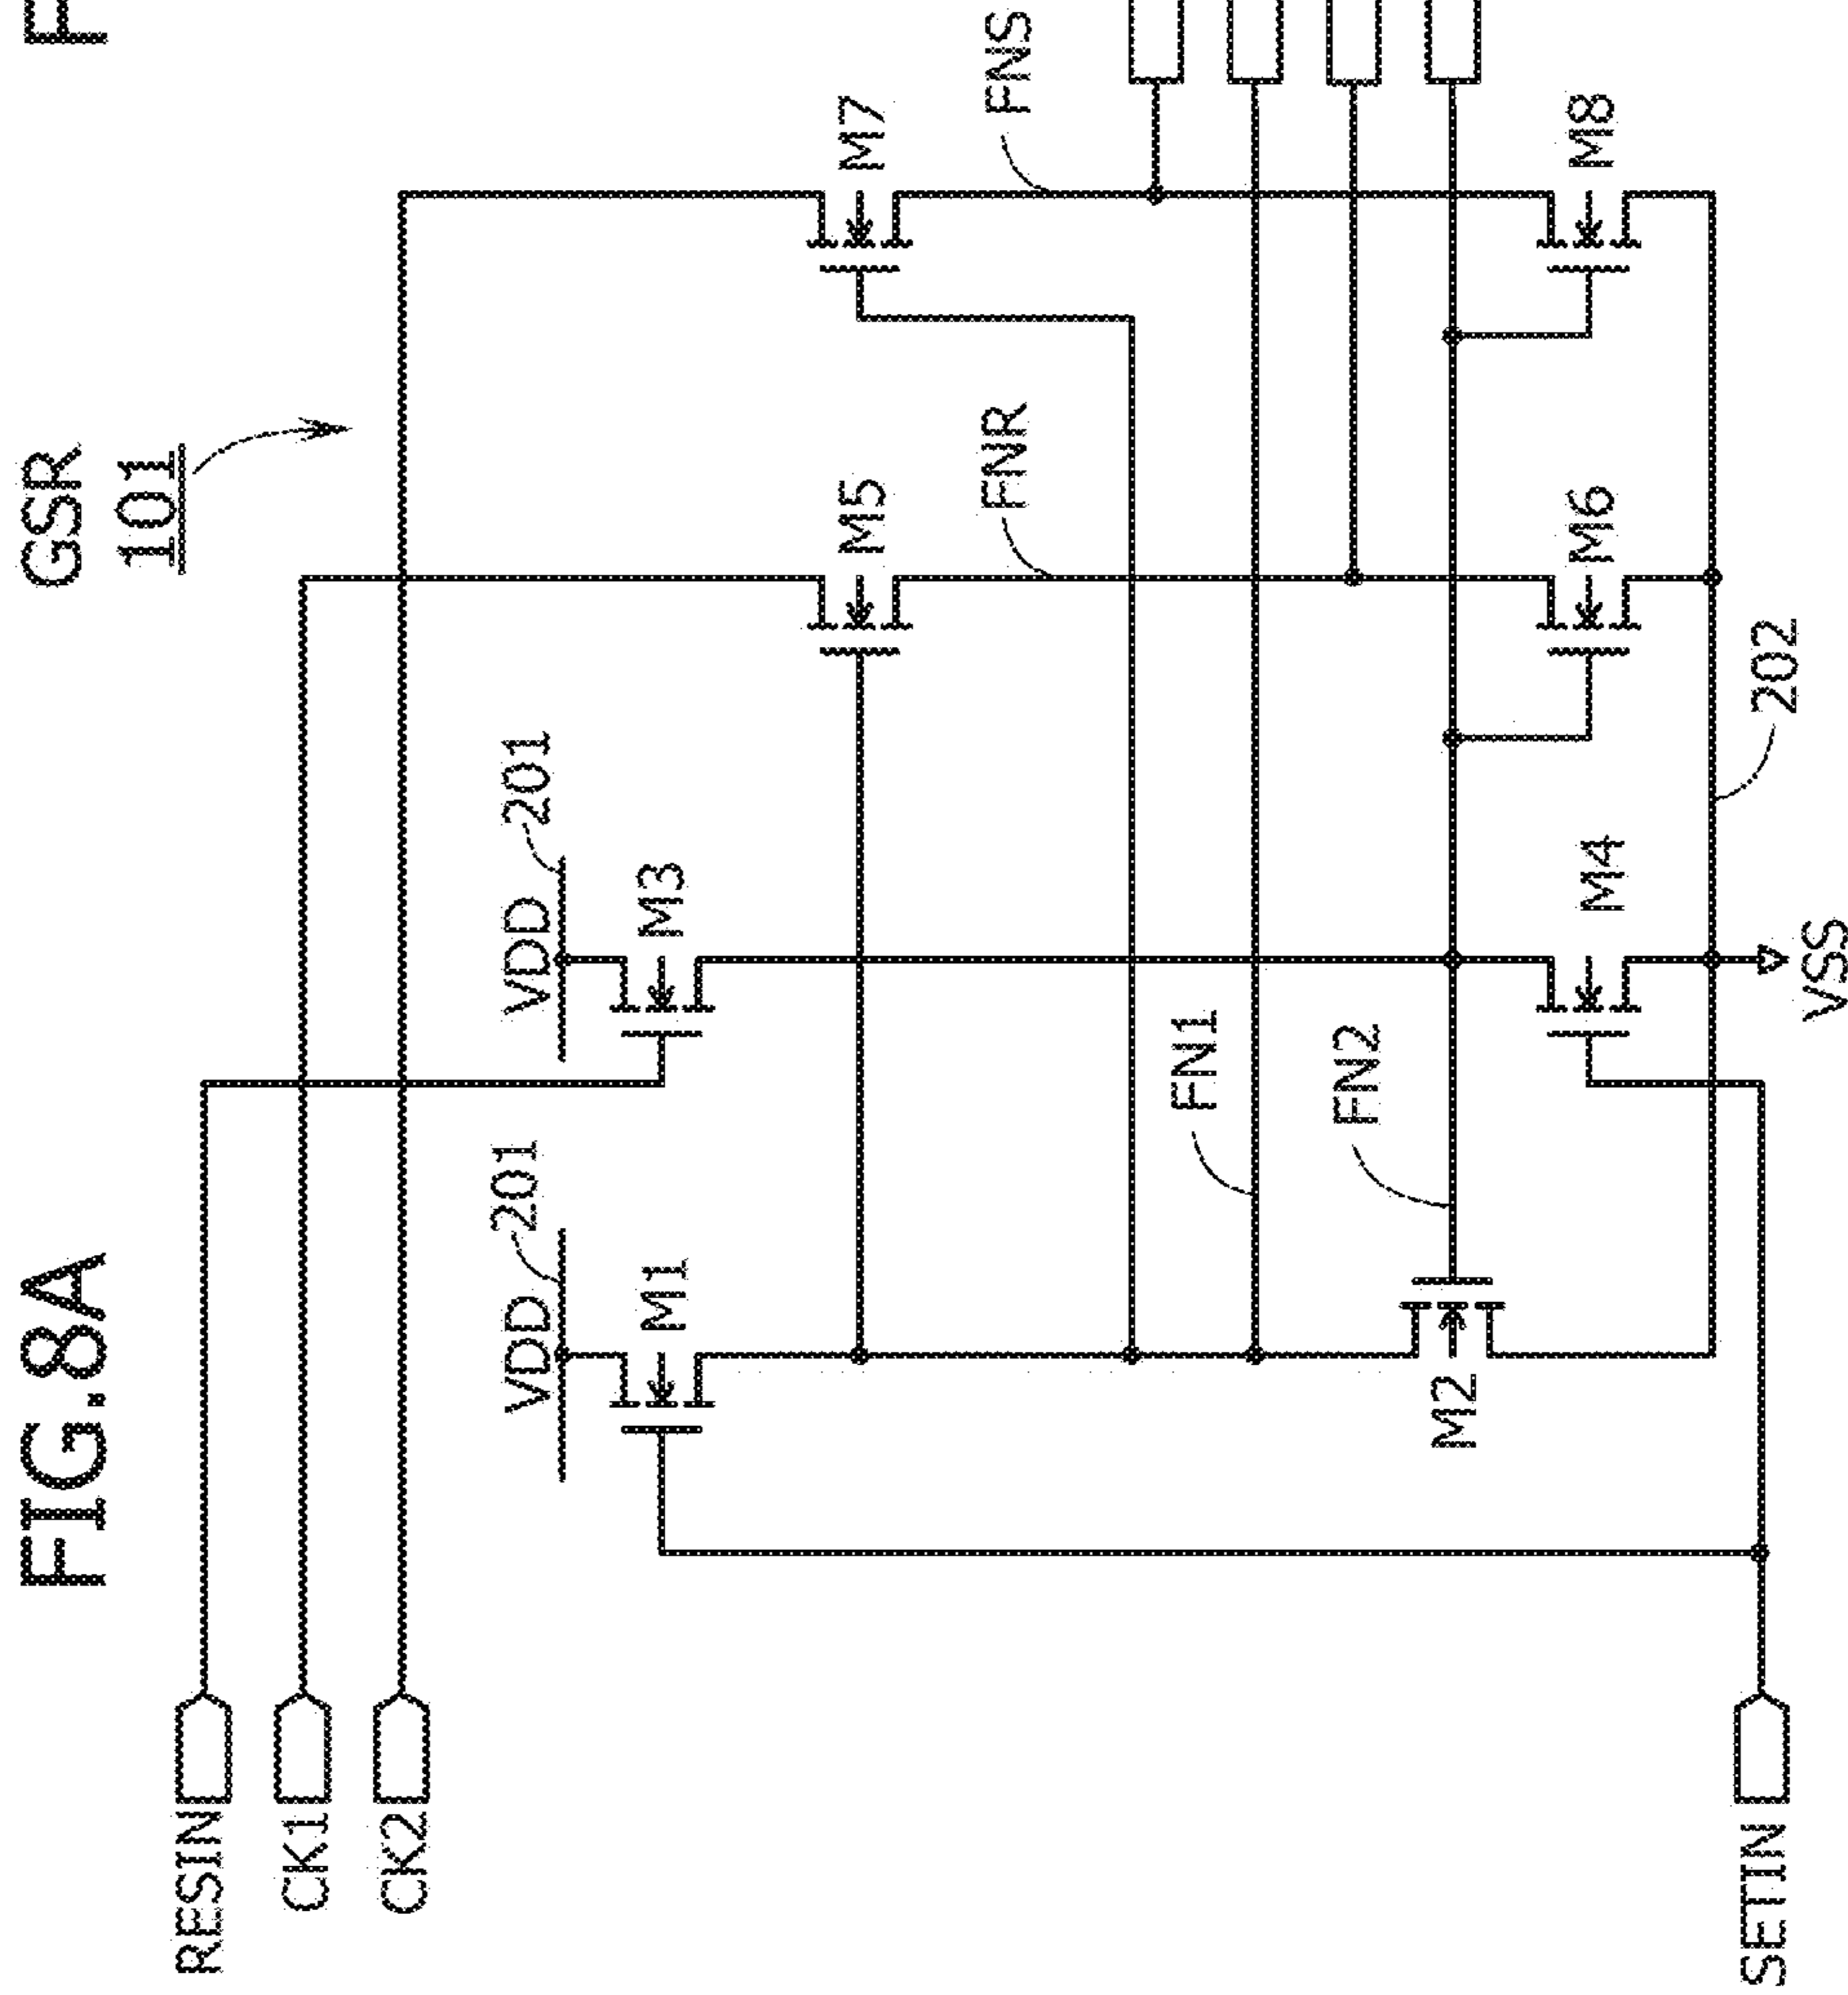 FIG.8A
GSR
101
RESIN
CK1
CK2
SETIN
VDD
201
VDD
201
M1
M3
M5
M7
FNR
FNS
FN1
FN2
M2
M4
M6
M8
202
VSS